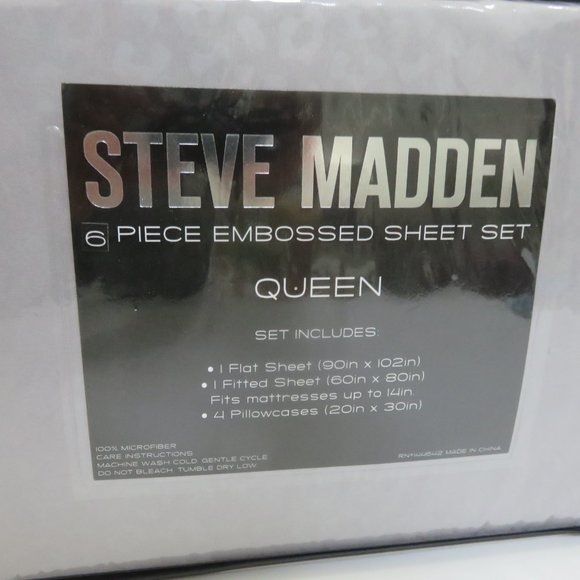 STEVE MADDEN
6 PIECE EMBOSSED SHEET SET
QUEEN
SET INCLUDES:
• 1 Flat Sheet (90in x 102in)
• 1 Fitted Sheet (60in x 80in)
Fits mattresses up to 14in.
• 4 Pillowcases (20in x 30in)
100% MICROFIBER
CARE INSTRUCTIONS
MACHINE WASH COLD. GENTLE CYCLE
DO NOT BLEACH. TUMBLE DRY LOW.
MADE IN CHINA